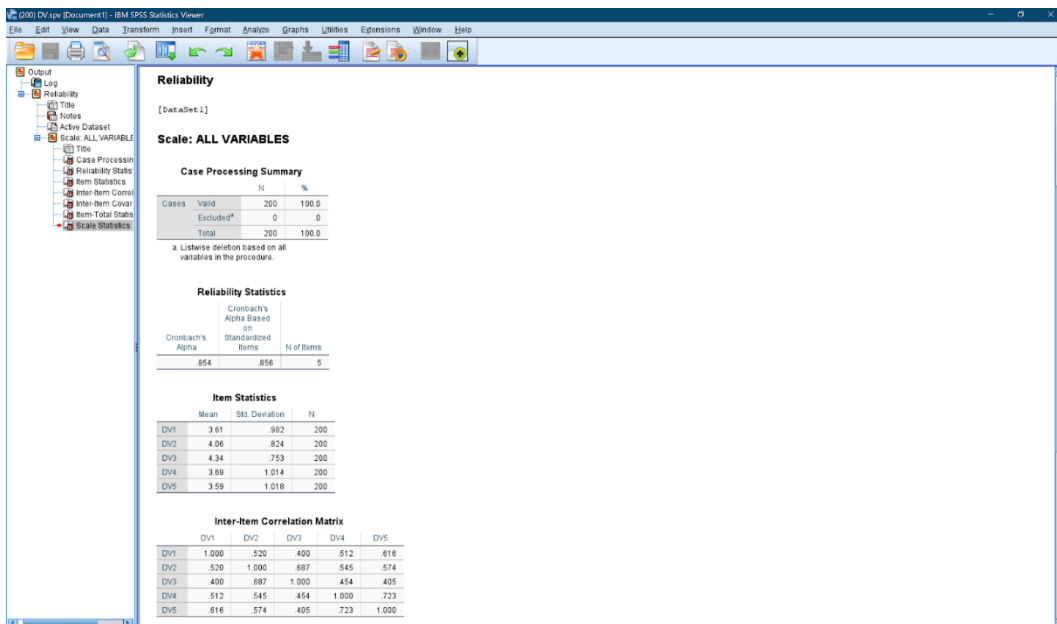 (200) DV.spv [Document1] - IBM SPSS Statistics Viewer
File Edit View Data Transform Insert Format Analyze Graphs Utilities Extensions Window Help
Output
Log
Reliability
Title
Notes
Active Dataset
Scale: ALL VARIABLE
Title
Case Processin
Reliability Statis
Item Statistics
Inter-Item Correl
Inter-Item Covar
Item-Total Statis
Scale Statistics
Reliability
[DataSet1]
Scale: ALL VARIABLES
Case Processing Summary
N %
Cases Valid 200 100.0
Excludedª 0 .0
Total 200 100.0
a. Listwise deletion based on all
variables in the procedure.
Reliability Statistics
Cronbach's
Alpha Based
on
Cronbach's Standardized
Alpha Items N of Items
.854 .856 5
Item Statistics
Mean Std. Deviation N
DV1 3.61 .982 200
DV2 4.06 .824 200
DV3 4.34 .753 200
DV4 3.69 1.014 200
DV5 3.59 1.018 200
Inter-Item Correlation Matrix
DV1 DV2 DV3 DV4 DV5
DV1 1.000 .520 .400 .512 .616
DV2 .520 1.000 .687 .545 .574
DV3 .400 .687 1.000 .454 .405
DV4 .512 .545 .454 1.000 .723
DV5 .616 .574 .405 .723 1.000